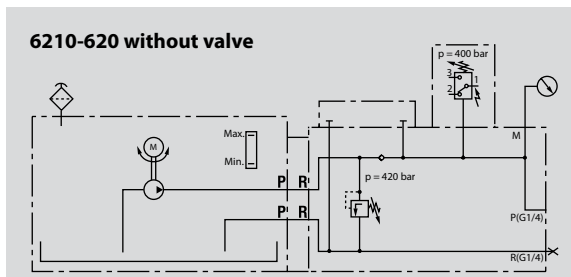 6210-620 without valve
p = 400 bar
3
1
2
M
Max.
Min.
M
P R
p = 420 bar
P R
P(G1/4)
R(G1/4)